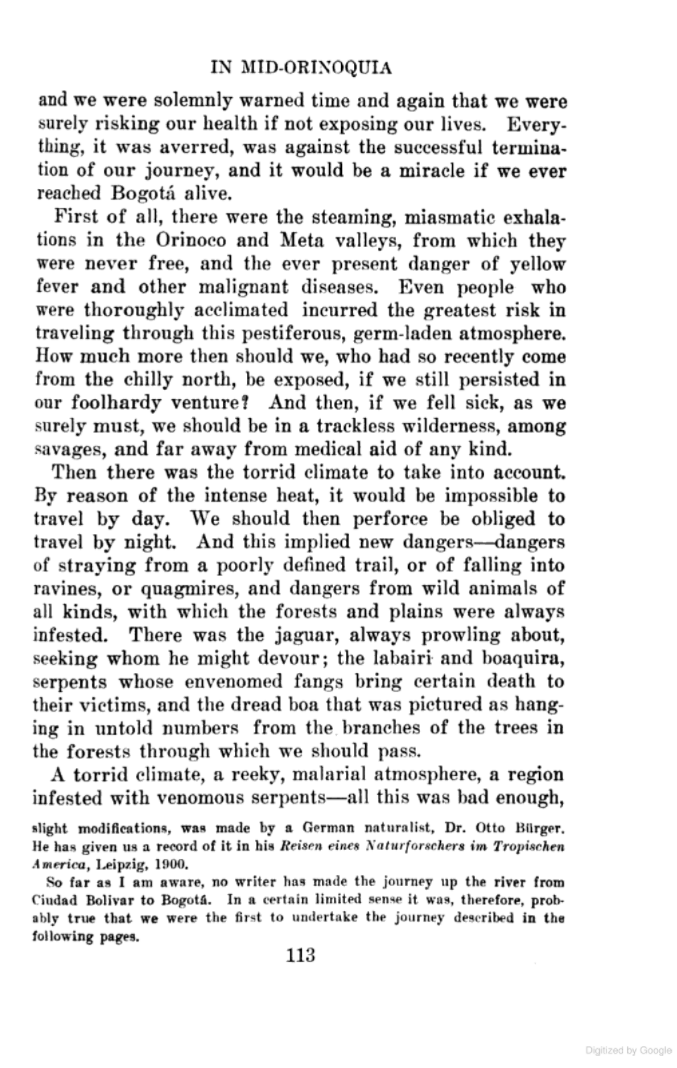 IN MID-ORINOQUIA
and we were solemnly warned time and again that we were
surely risking our health if not exposing our lives. Every-
thing, it was averred, was against the successful termina-
tion of our journey, and it would be a miracle if we ever
reached Bogotá alive.
First of all, there were the steaming, miasmatic exhala-
tions in the Orinoco and Meta valleys, from which they
were never free, and the ever present danger of yellow
fever and other malignant diseases. Even people who
were thoroughly acclimated incurred the greatest risk in
traveling through this pestiferous, germ-laden atmosphere.
How much more then should we, who had so recently come
from the chilly north, be exposed, if we still persisted in
our foolhardy venture? And then, if we fell sick, as we
surely must, we should be in a trackless wilderness, among
savages, and far away from medical aid of any kind.
Then there was the torrid climate to take into account.
By reason of the intense heat, it would be impossible to
travel by day. We should then perforce be obliged to
travel by night. And this implied new dangers—dangers
of straying from a poorly defined trail, or of falling into
ravines, or quagmires, and dangers from wild animals of
all kinds, with which the forests and plains were always
infested. There was the jaguar, always prowling about,
seeking whom he might devour; the labairi and boaquira,
serpents whose envenomed fangs bring certain death to
their victims, and the dread boa that was pictured as hang-
ing in untold numbers from the branches of the trees in
the forests through which we should pass.
A torrid climate, a reeky, malarial atmosphere, a region
infested with venomous serpents—all this was bad enough,
slight modifications, was made by a German naturalist, Dr. Otto Bürger.
He has given us a record of it in his Reisen eines Naturforschers im Tropischen
America, Leipzig, 1900.
So far as I am aware, no writer has made the journey up the river from
Ciudad Bolivar to Bogotá. In a certain limited sense it was, therefore, prob-
ably true that we were the first to undertake the journey described in the
following pages.
113
Digitized by Google